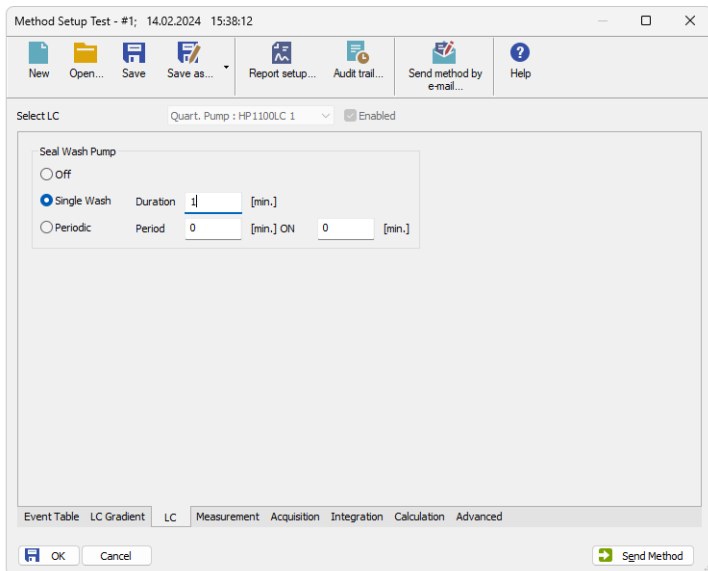 Method Setup Test - #1; 14.02.2024 15:38:12
New Open... Save Save as... Report setup... Audit trail... Send method by e-mail... Help
Select LC Quart. Pump : HP1100LC 1 Enabled
Seal Wash Pump
Off
Single Wash Duration 1 [min.]
Periodic Period 0 [min.] ON 0 [min.]
Event Table LC Gradient LC Measurement Acquisition Integration Calculation Advanced
OK Cancel Send Method